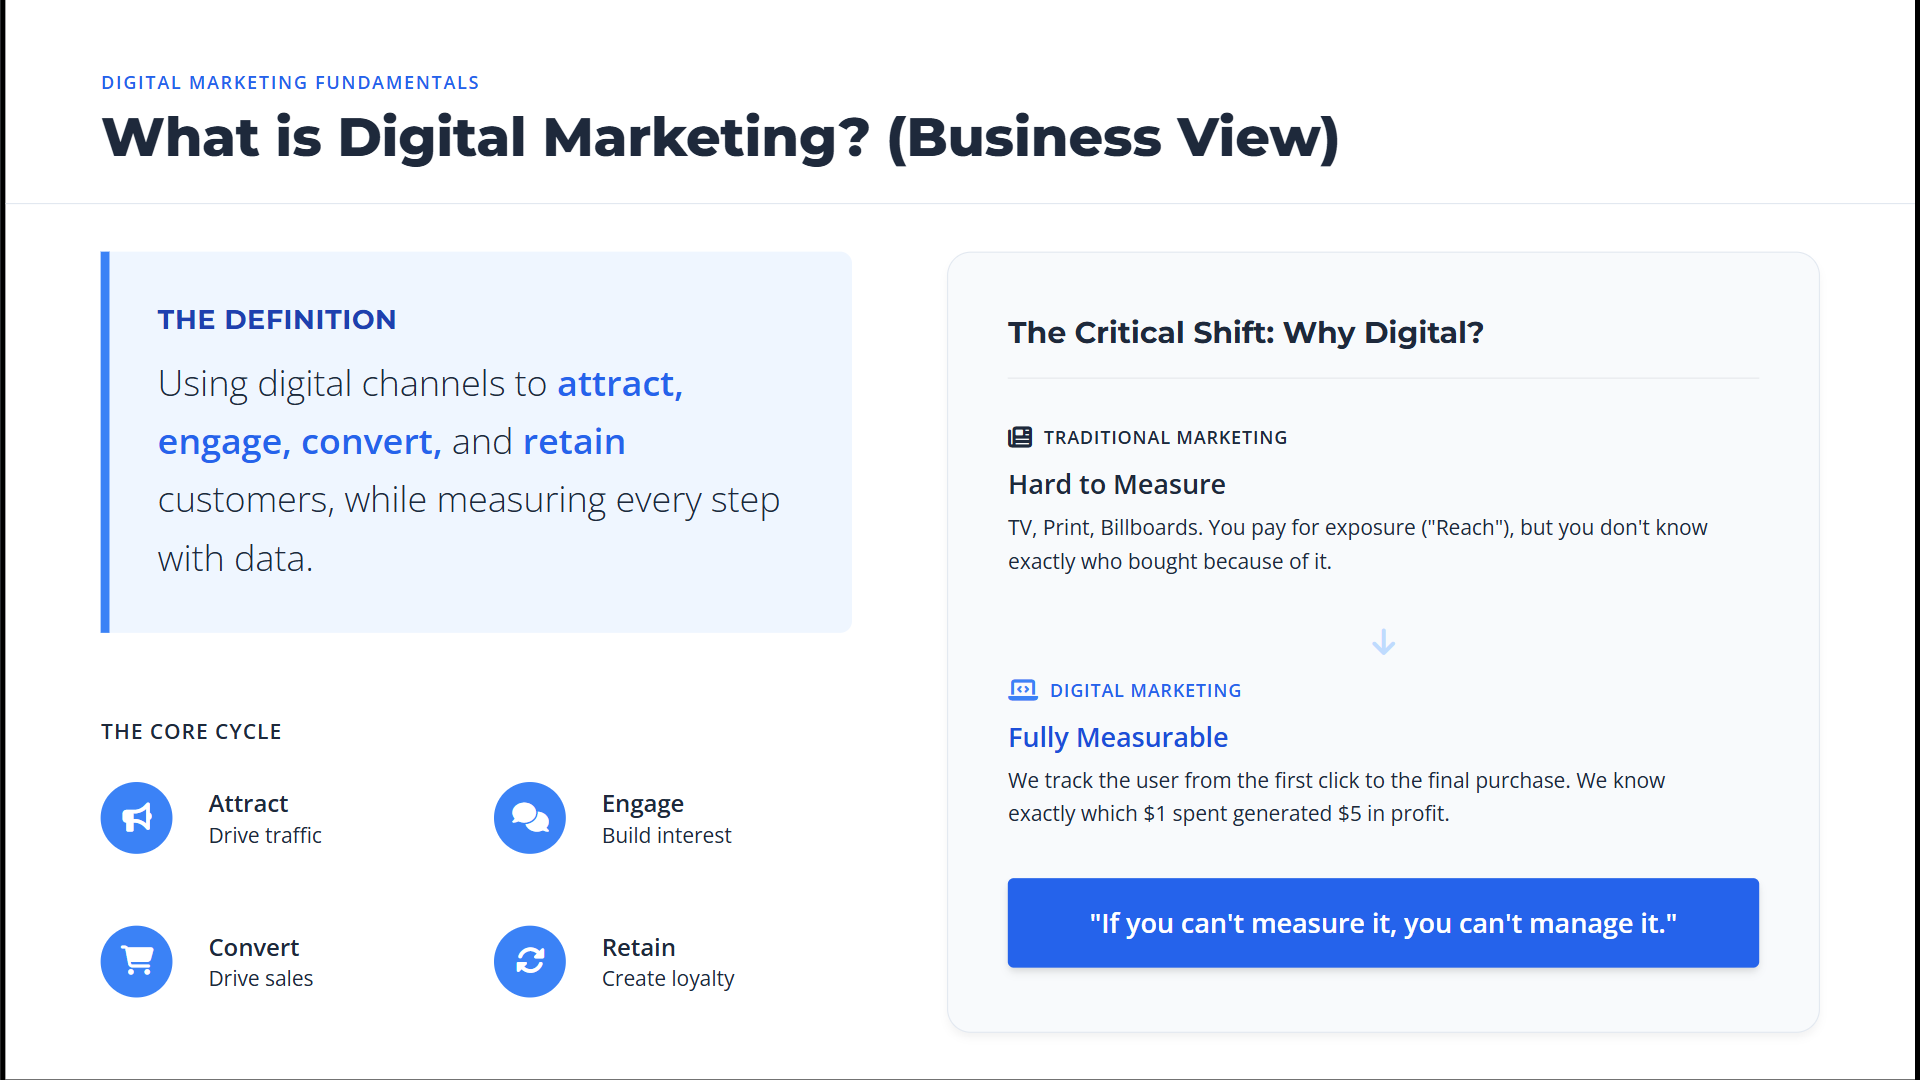 DIGITAL MARKETING FUNDAMENTALS
What is Digital Marketing? (Business View)
THE DEFINITION
Using digital channels to attract,
engage, convert, and retain
customers, while measuring every step
with data.
THE CORE CYCLE
Attract
Drive traffic
Engage
Build interest
Convert
Drive sales
Retain
Create loyalty
The Critical Shift: Why Digital?
TRADITIONAL MARKETING
Hard to Measure
TV, Print, Billboards. You pay for exposure ("Reach"), but you don't know
exactly who bought because of it.
DIGITAL MARKETING
Fully Measurable
We track the user from the first click to the final purchase. We know
exactly which $1 spent generated $5 in profit.
"If you can't measure it, you can't manage it."